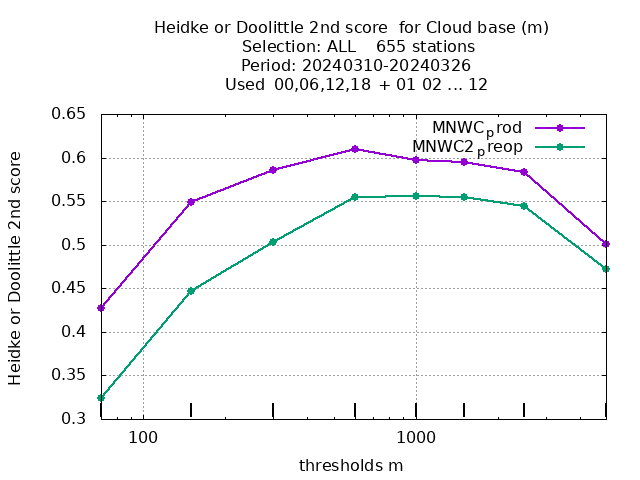 Heidke or Doolittle 2nd score  for Cloud base (m)
Selection: ALL    655 stations
Period: 20240310-20240326
Used  00,06,12,18  + 01 02 ... 12
0.65
0.6
0.55
0.5
0.45
0.4
0.35
0.3
Heidke or Doolittle 2nd score
MNWCprod
MNWC2preop
100
1000
thresholds m